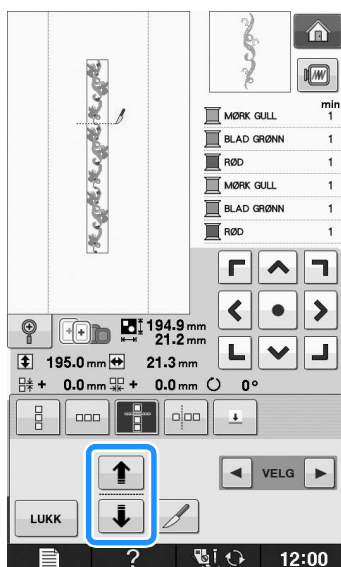 min
MØRK GULL 1
BLAD GRØNN 1
RØD 1
MØRK GULL 1
BLAD GRØNN 1
RØD 1
194.9 mm
21.2 mm
195.0 mm 21.3 mm
+ 0.0 mm + 0.0 mm 0°
VELG
LUKK
? 12:00